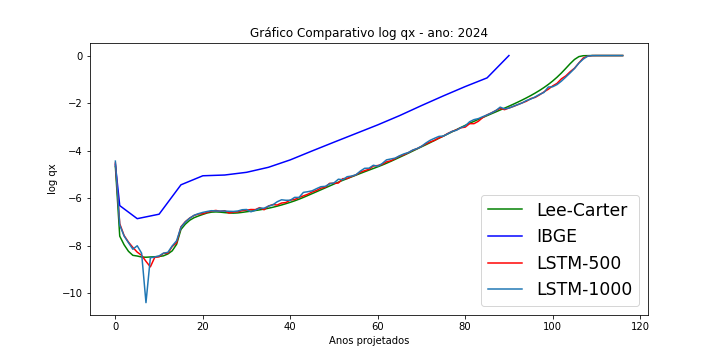 Gráfico Comparativo log qx - ano: 2024
log qx
0
−2
−4
−6
−8
−10
Lee-Carter
IBGE
LSTM-500
LSTM-1000
0 20 40 60 80 100 120
Anos projetados